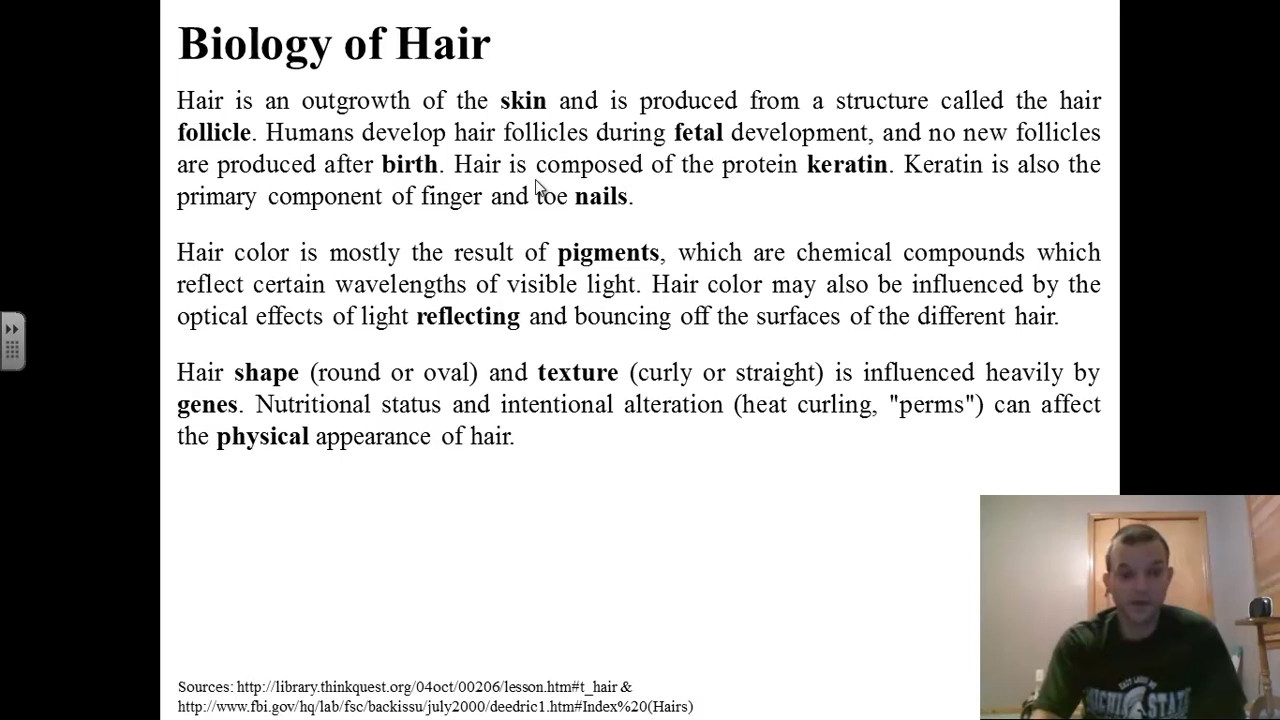 Biology of Hair
Hair is an outgrowth of the skin and is produced from a structure called the hair
follicle. Humans develop hair follicles during fetal development, and no new follicles
are produced after birth. Hair is composed of the protein keratin. Keratin is also the
primary component of finger and toe nails.
Hair color is mostly the result of pigments, which are chemical compounds which
reflect certain wavelengths of visible light. Hair color may also be influenced by the
optical effects of light reflecting and bouncing off the surfaces of the different hair.
Hair shape (round or oval) and texture (curly or straight) is influenced heavily by
genes. Nutritional status and intentional alteration (heat curling, "perms") can affect
the physical appearance of hair.
Sources: http://library.thinkquest.org/04oct/00206/lesson.htm#t_hair &
http://www.fbi.gov/hq/lab/fsc/backissu/july2000/deedric1.htm#Index%20(Hairs)
EAST LANSING
STATE